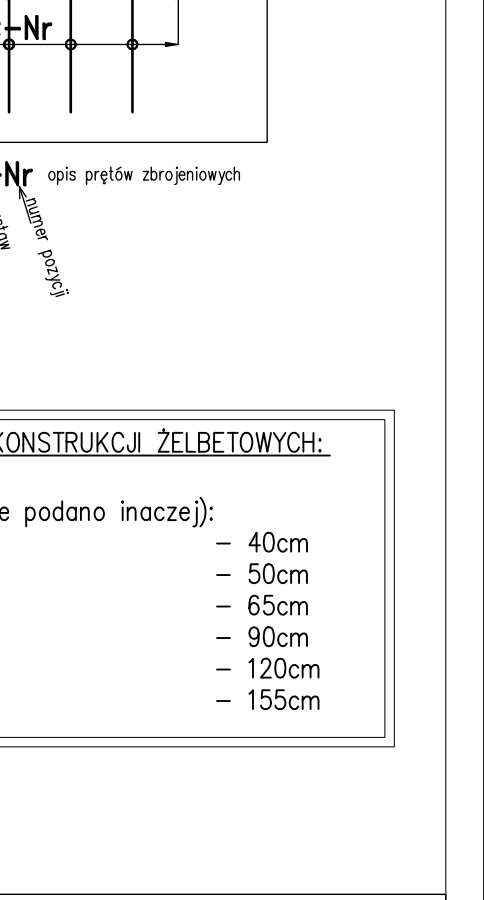 -Nr
-Nr opis prętów zbrojeniowych
numer pozycji
KONSTRUKCJI ŻELBETOWYCH:
podano inaczej):
- 40cm
- 50cm
- 65cm
- 90cm
- 120cm
- 155cm